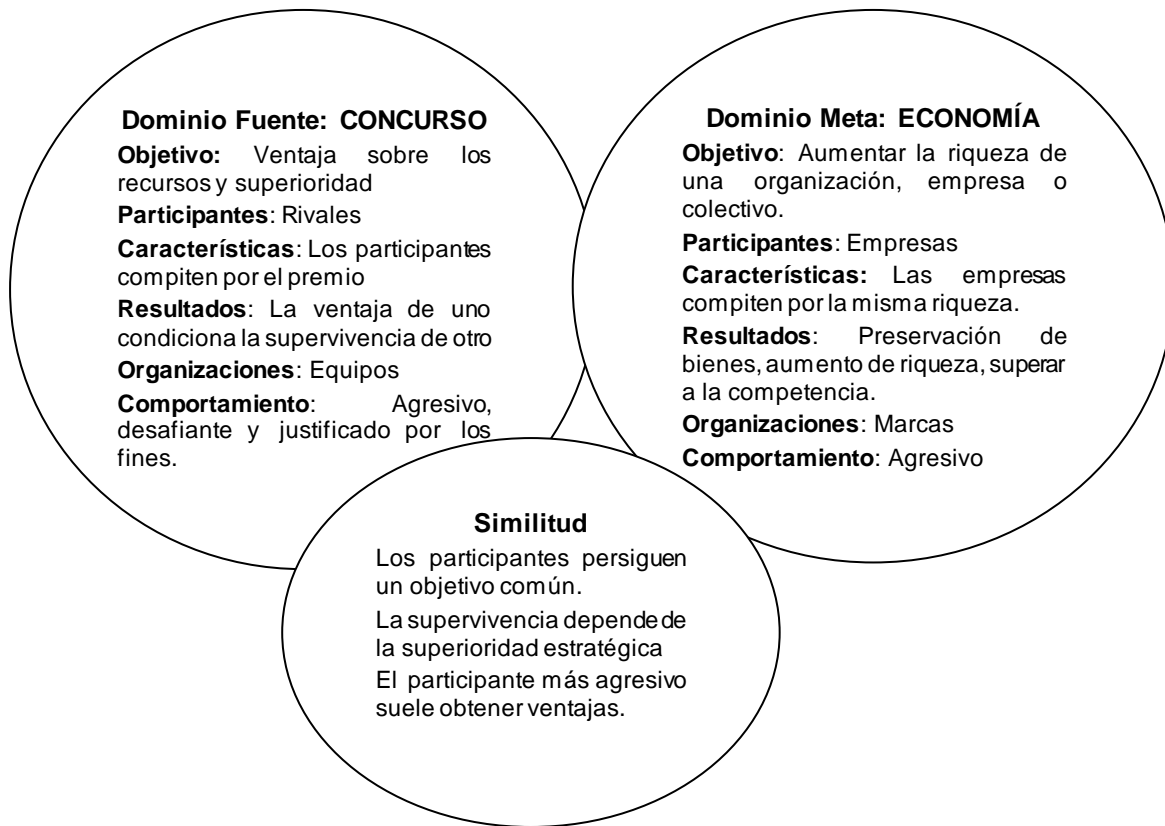 Dominio Fuente: CONCURSO
Objetivo: Ventaja sobre los
recursos y superioridad
Participantes: Rivales
Características: Los participantes
compiten por el premio
Resultados: La ventaja de uno
condiciona la supervivencia de otro
Organizaciones: Equipos
Comportamiento: Agresivo,
desafiante y justificado por los
fines.
Dominio Meta: ECONOMÍA
Objetivo: Aumentar la riqueza de
una organización, empresa o
colectivo.
Participantes: Empresas
Características: Las empresas
compiten por la misma riqueza.
Resultados: Preservación de
bienes, aumento de riqueza, superar
a la competencia.
Organizaciones: Marcas
Comportamiento: Agresivo
Similitud
Los participantes persiguen
un objetivo común.
La supervivencia depende de
la superioridad estratégica
El participante más agresivo
suele obtener ventajas.